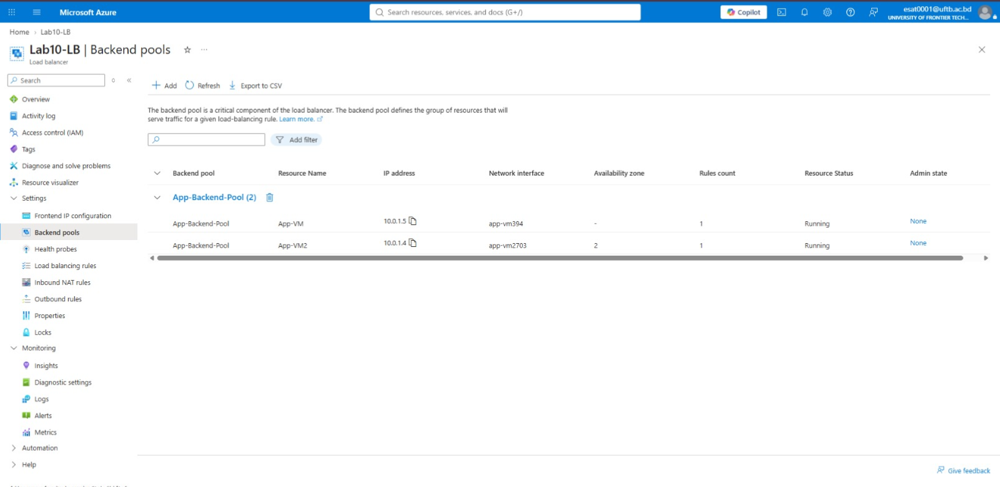 Microsoft Azure
Search resources, services, and docs (G+/)
Copilot
esat0001@uftb.ac.bd
UNIVERSITY OF FRONTIER TECH...
Home > Lab10-LB
Lab10-LB | Backend pools
Load balancer
Search
Add Refresh Export to CSV
Overview
Activity log
Access control (IAM)
Tags
Diagnose and solve problems
Resource visualizer
Settings
Frontend IP configuration
Backend pools
Health probes
Load balancing rules
Inbound NAT rules
Outbound rules
Properties
Locks
Monitoring
Insights
Diagnostic settings
Logs
Alerts
Metrics
Automation
Help
The backend pool is a critical component of the load balancer. The backend pool defines the group of resources that will
serve traffic for a given load-balancing rule. Learn more.
Add filter
Backend pool Resource Name IP address Network interface Availability zone Rules count Resource Status Admin state
App-Backend-Pool (2)
App-Backend-Pool App-VM 10.0.1.5 app-vm394 - 1 Running None
App-Backend-Pool App-VM2 10.0.1.4 app-vm2703 2 1 Running None
Give feedback